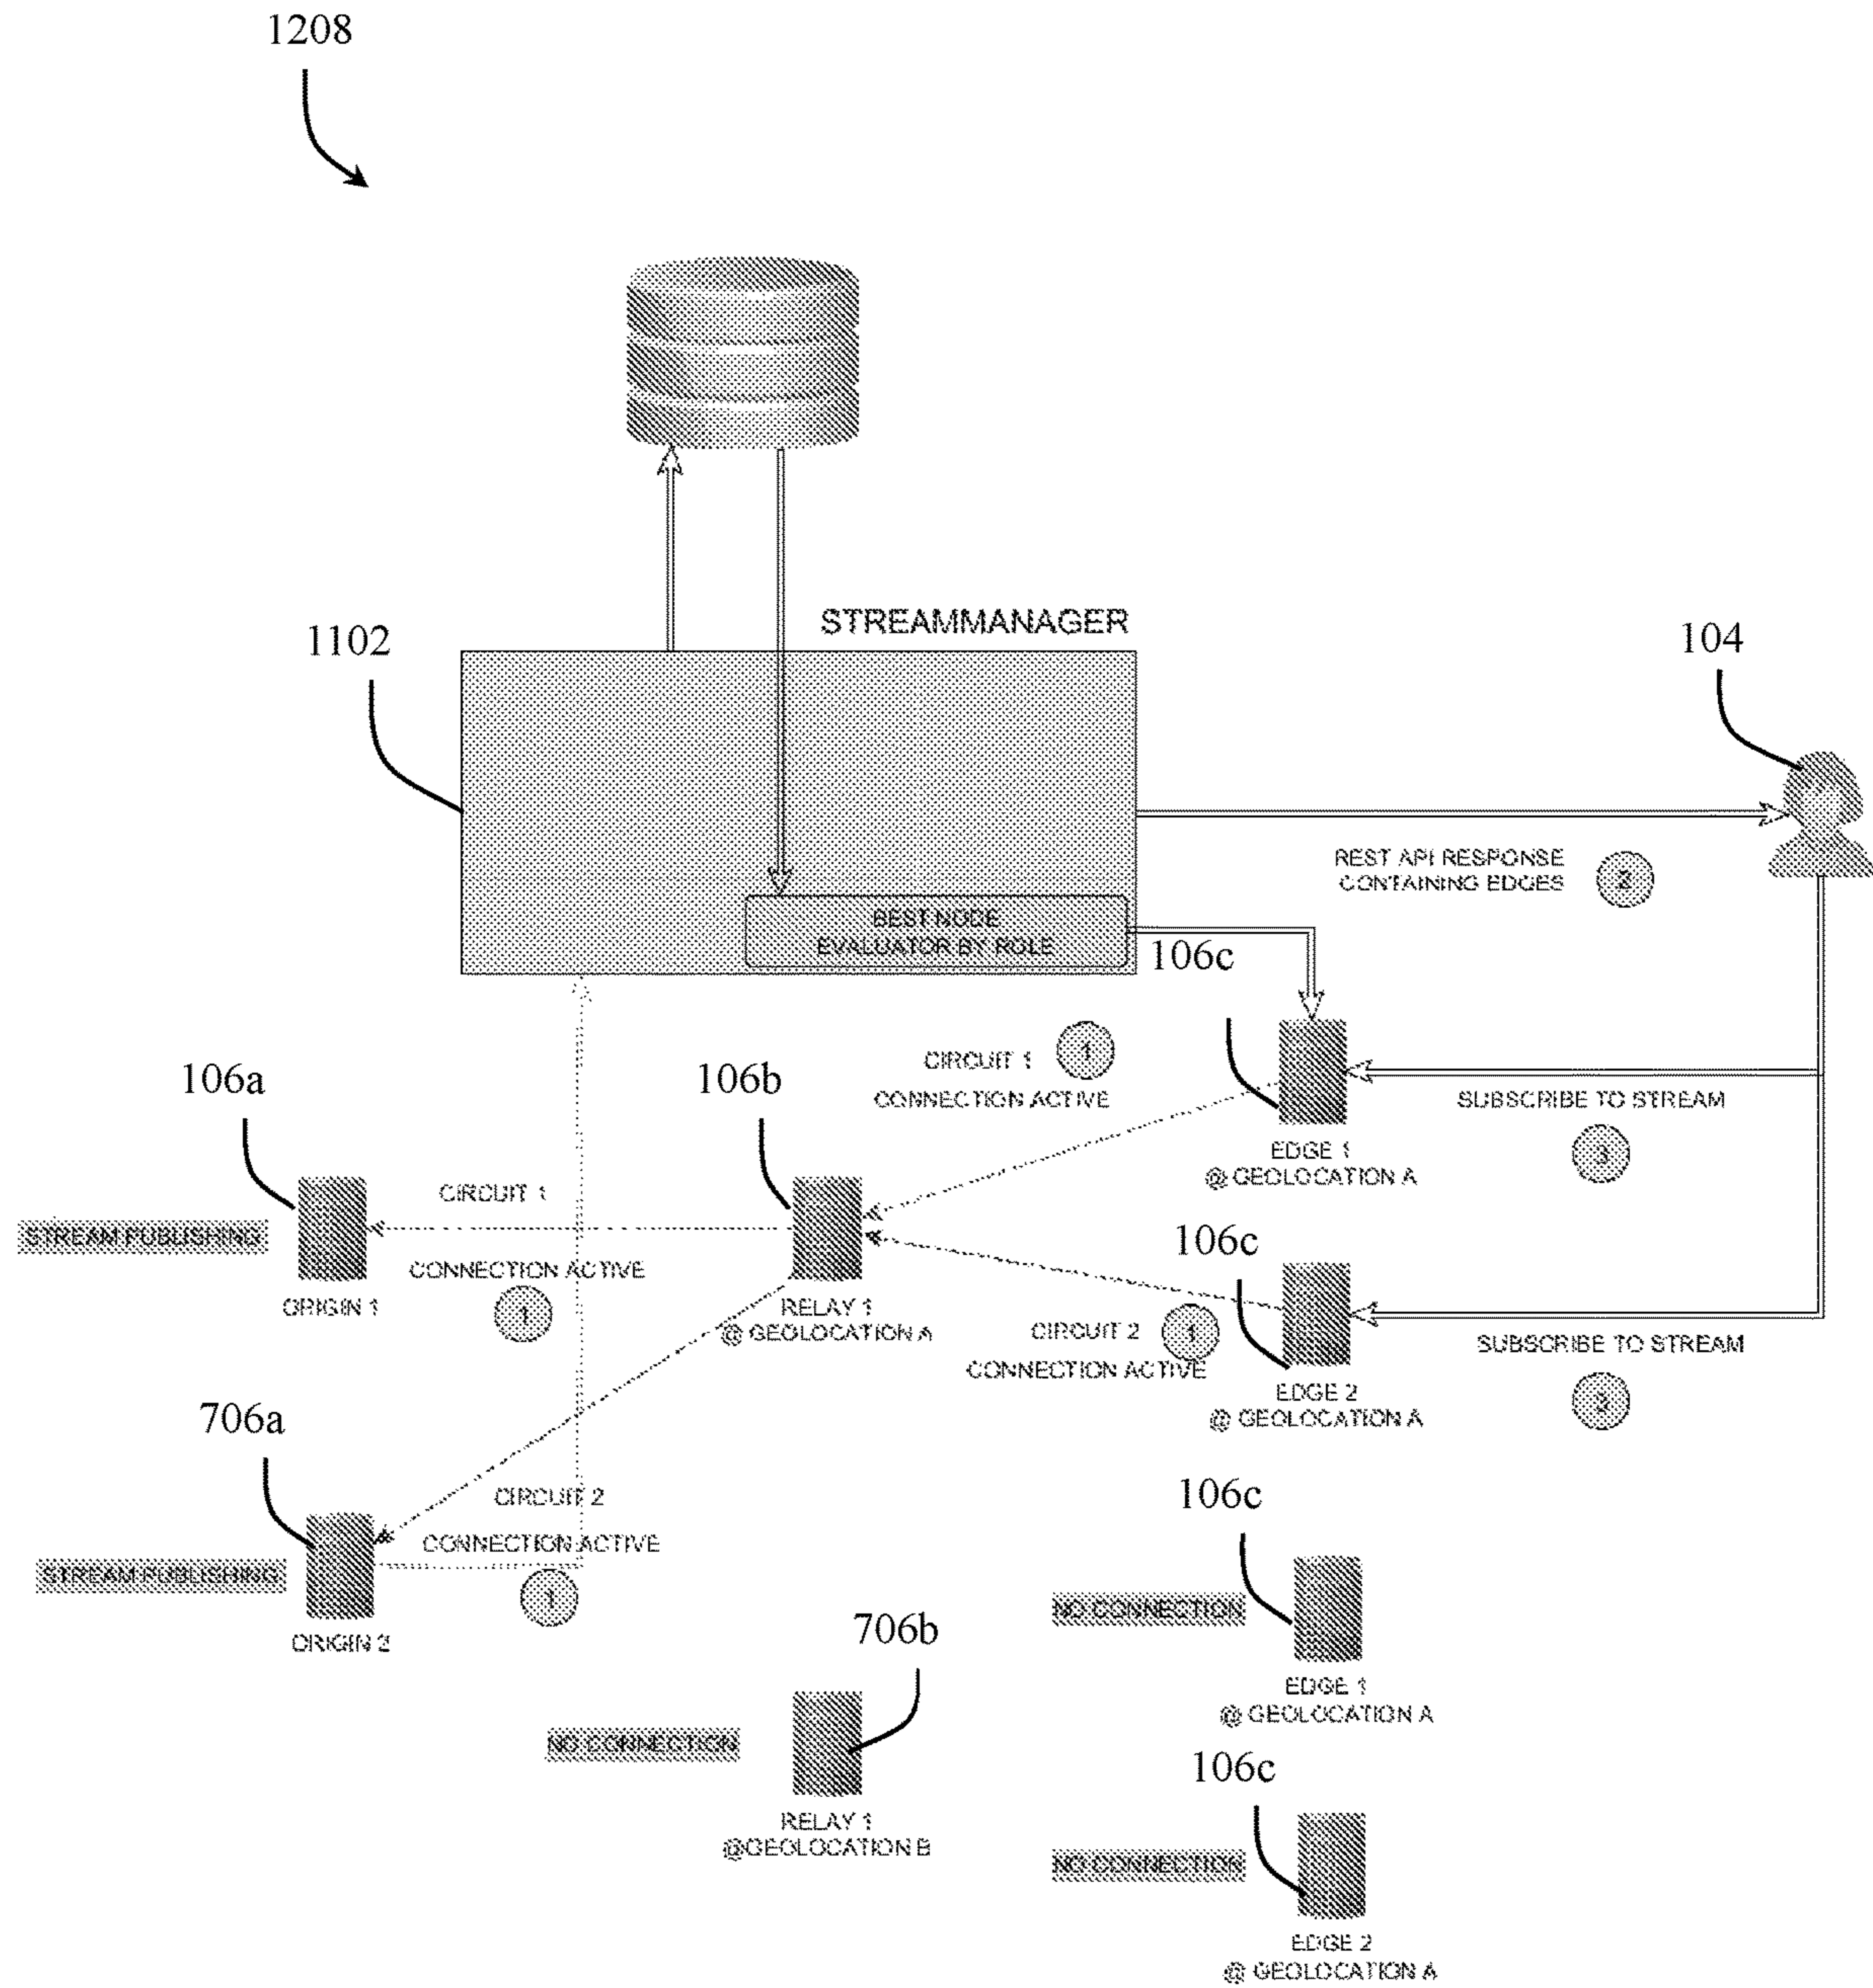 1208
STREAMMANAGER
1102
104
REST API RESPONSE
CONTAINING EDGES
2
BEST NODE
EVALUATOR BY ROLE
106c
CIRCUIT 1
1
CONNECTION ACTIVE
106a
106b
SUBSCRIBE TO STREAM
3
EDGE 1
@ GEOLOCATION A
CIRCUIT 1
STREAM PUBLISHING
CONNECTION ACTIVE
1
ORIGIN 1
RELAY 1
@ GEOLOCATION A
106c
CIRCUIT 2
1
CONNECTION ACTIVE
SUBSCRIBE TO STREAM
3
EDGE 2
@ GEOLOCATION A
706a
CIRCUIT 2
CONNECTION ACTIVE
1
STREAM PUBLISHING
ORIGIN 2
106c
NO CONNECTION
EDGE 1
@ GEOLOCATION A
706b
NO CONNECTION
RELAY 1
@GEOLOCATION B
106c
NO CONNECTION
EDGE 2
@ GEOLOCATION A